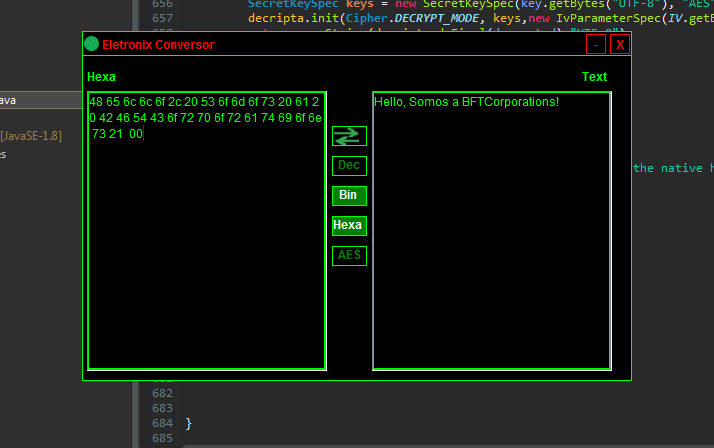 656
SecretKeySpec keys = new SecretKeySpec(key.getBytes("UTF-8"), "AES
657
decripta.init(Cipher.DECRYPT_MODE, keys,new IvParameterSpec(IV.getB
Eletronix Conversor
-
X
Hexa
Text
48 65 6c 6c 6f 2c 20 53 6f 6d 6f 73 20 61 2
0 42 46 54 43 6f 72 70 6f 72 61 74 69 6f 6e
73 21 00
Hello, Somos a BFTCorporations!
Dec
Bin
Hexa
AES
ava
[JavaSE-1.8]
es
the native h
683
684 }
685